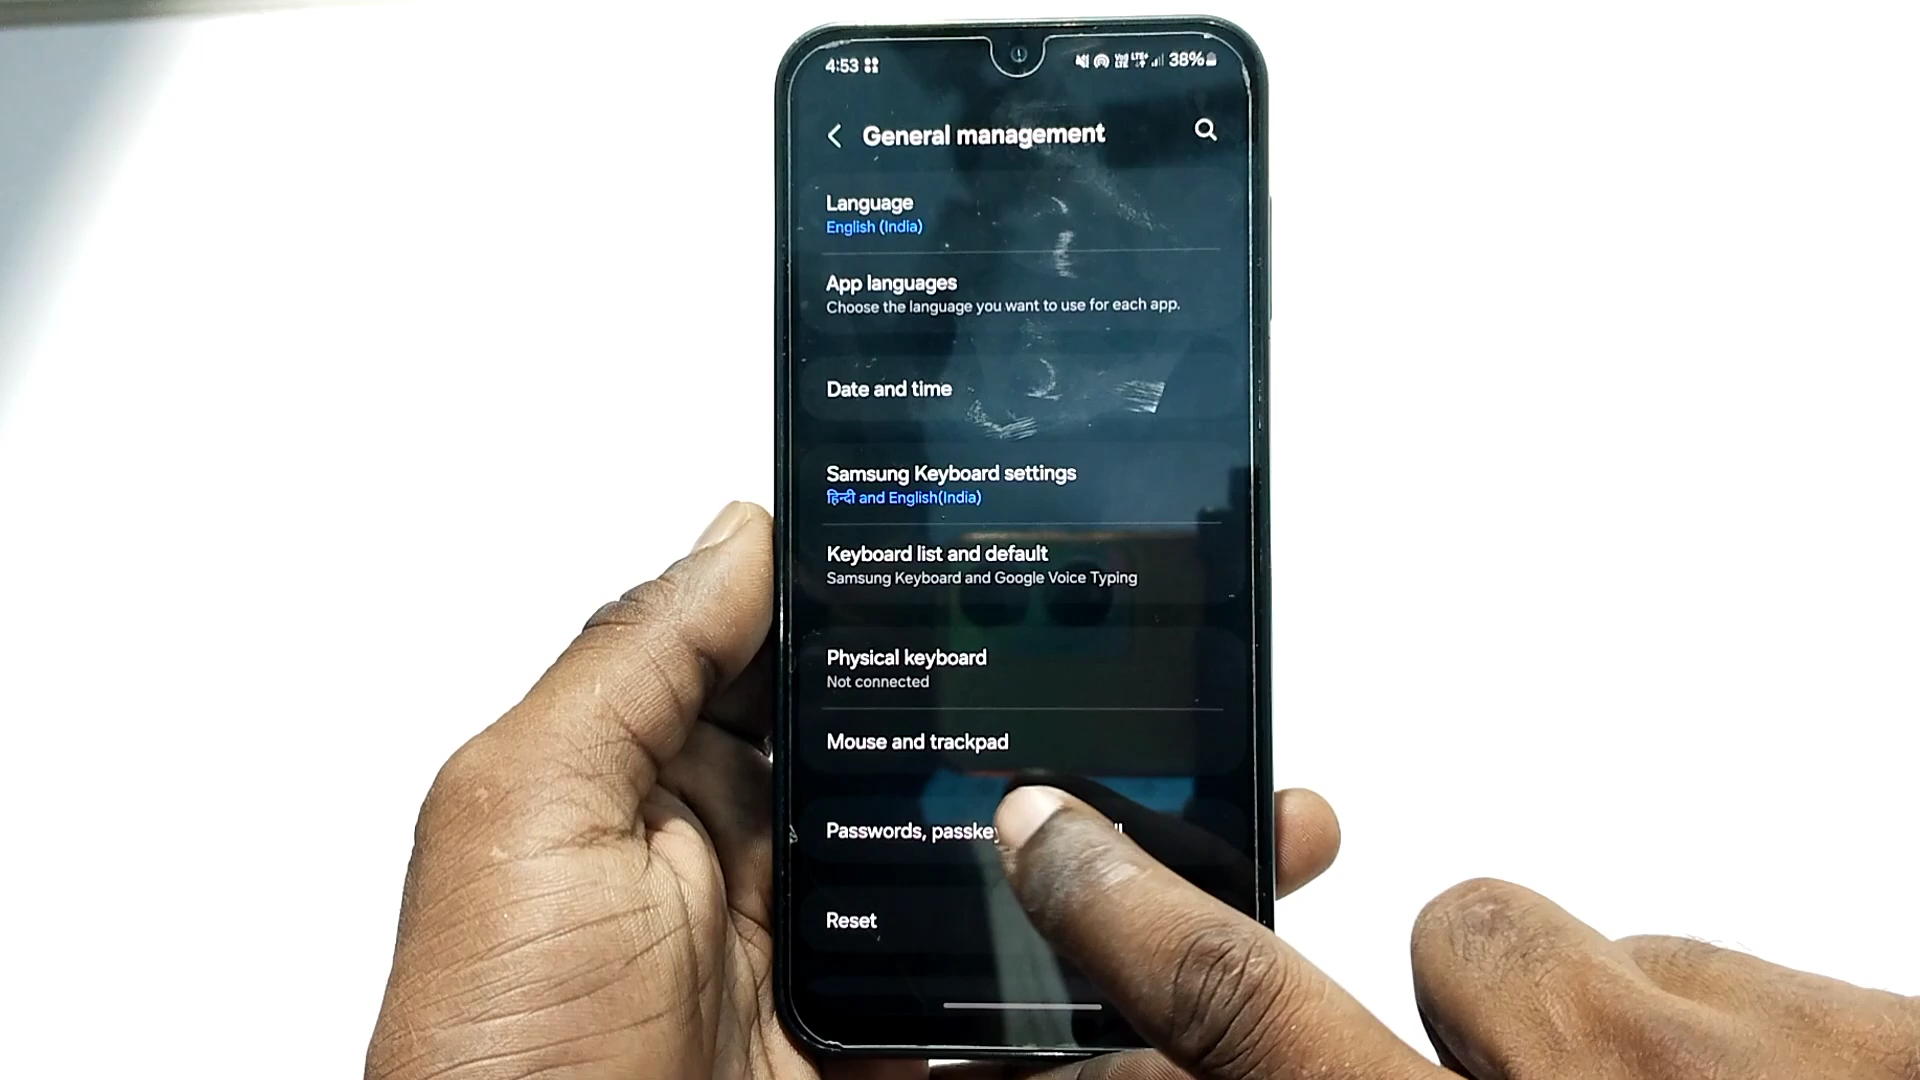 4:53 38%
General management
Language
English (India)
App languages
Choose the language you want to use for each app.
Date and time
Samsung Keyboard settings
हिन्दी and English(India)
Keyboard list and default
Samsung Keyboard and Google Voice Typing
Physical keyboard
Not connected
Mouse and trackpad
Passwords,
Reset